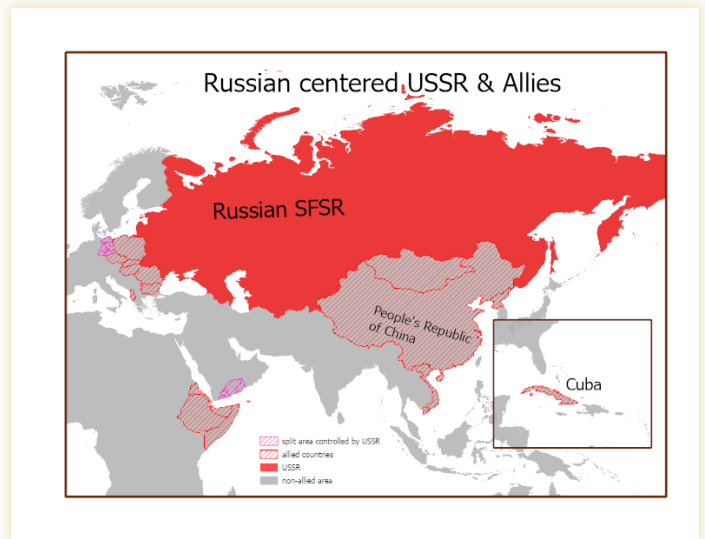 Russian centered USSR & Allies
Russian SFSR
People's Republic
of China
Cuba
split area controlled by USSR
allied countries
USSR
non-allied area